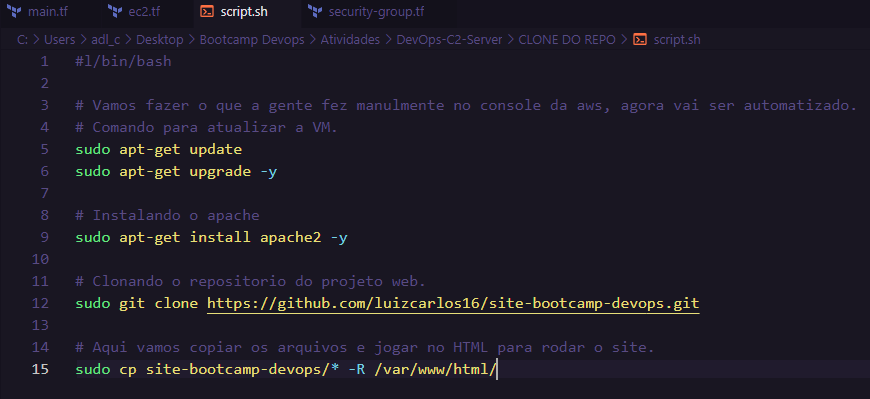 main.tf ec2.tf script.sh security-group.tf
C: > Users > adl_c > Desktop > Bootcamp Devops > Atividades > DevOps-C2-Server > CLONE DO REPO > script.sh
1 #l/bin/bash
2
3 # Vamos fazer o que a gente fez manulmente no console da aws, agora vai ser automatizado.
4 # Comando para atualizar a VM.
5 sudo apt-get update
6 sudo apt-get upgrade -y
7
8 # Instalando o apache
9 sudo apt-get install apache2 -y
10
11 # Clonando o repositorio do projeto web.
12 sudo git clone https://github.com/luizcarlos16/site-bootcamp-devops.git
13
14 # Aqui vamos copiar os arquivos e jogar no HTML para rodar o site.
15 sudo cp site-bootcamp-devops/* -R /var/www/html/